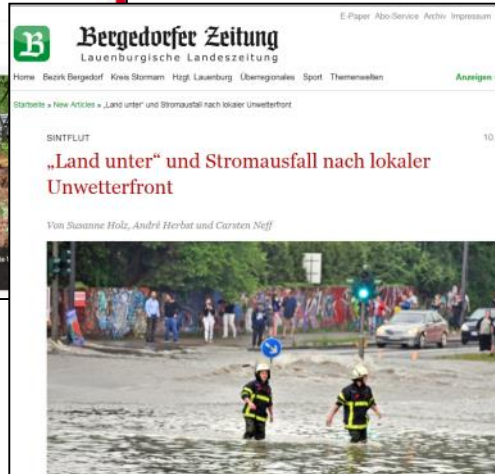 E-Paper Abo-Service Archiv Impressum
B
Bergedorfer Zeitung
Lauenburgische Landeszeitung
Home Bezirk Bergedorf Kreis Stormarn Hzgt. Lauenburg Überregionales Sport Themenwelten Anzeigen
Startseite » New Articles » „Land unter“ und Stromausfall nach lokaler Unwetterfront
SINTFLUT 10
„Land unter“ und Stromausfall nach lokaler
Unwetterfront
Von Susanne Holz, André Herbst und Carsten Neff